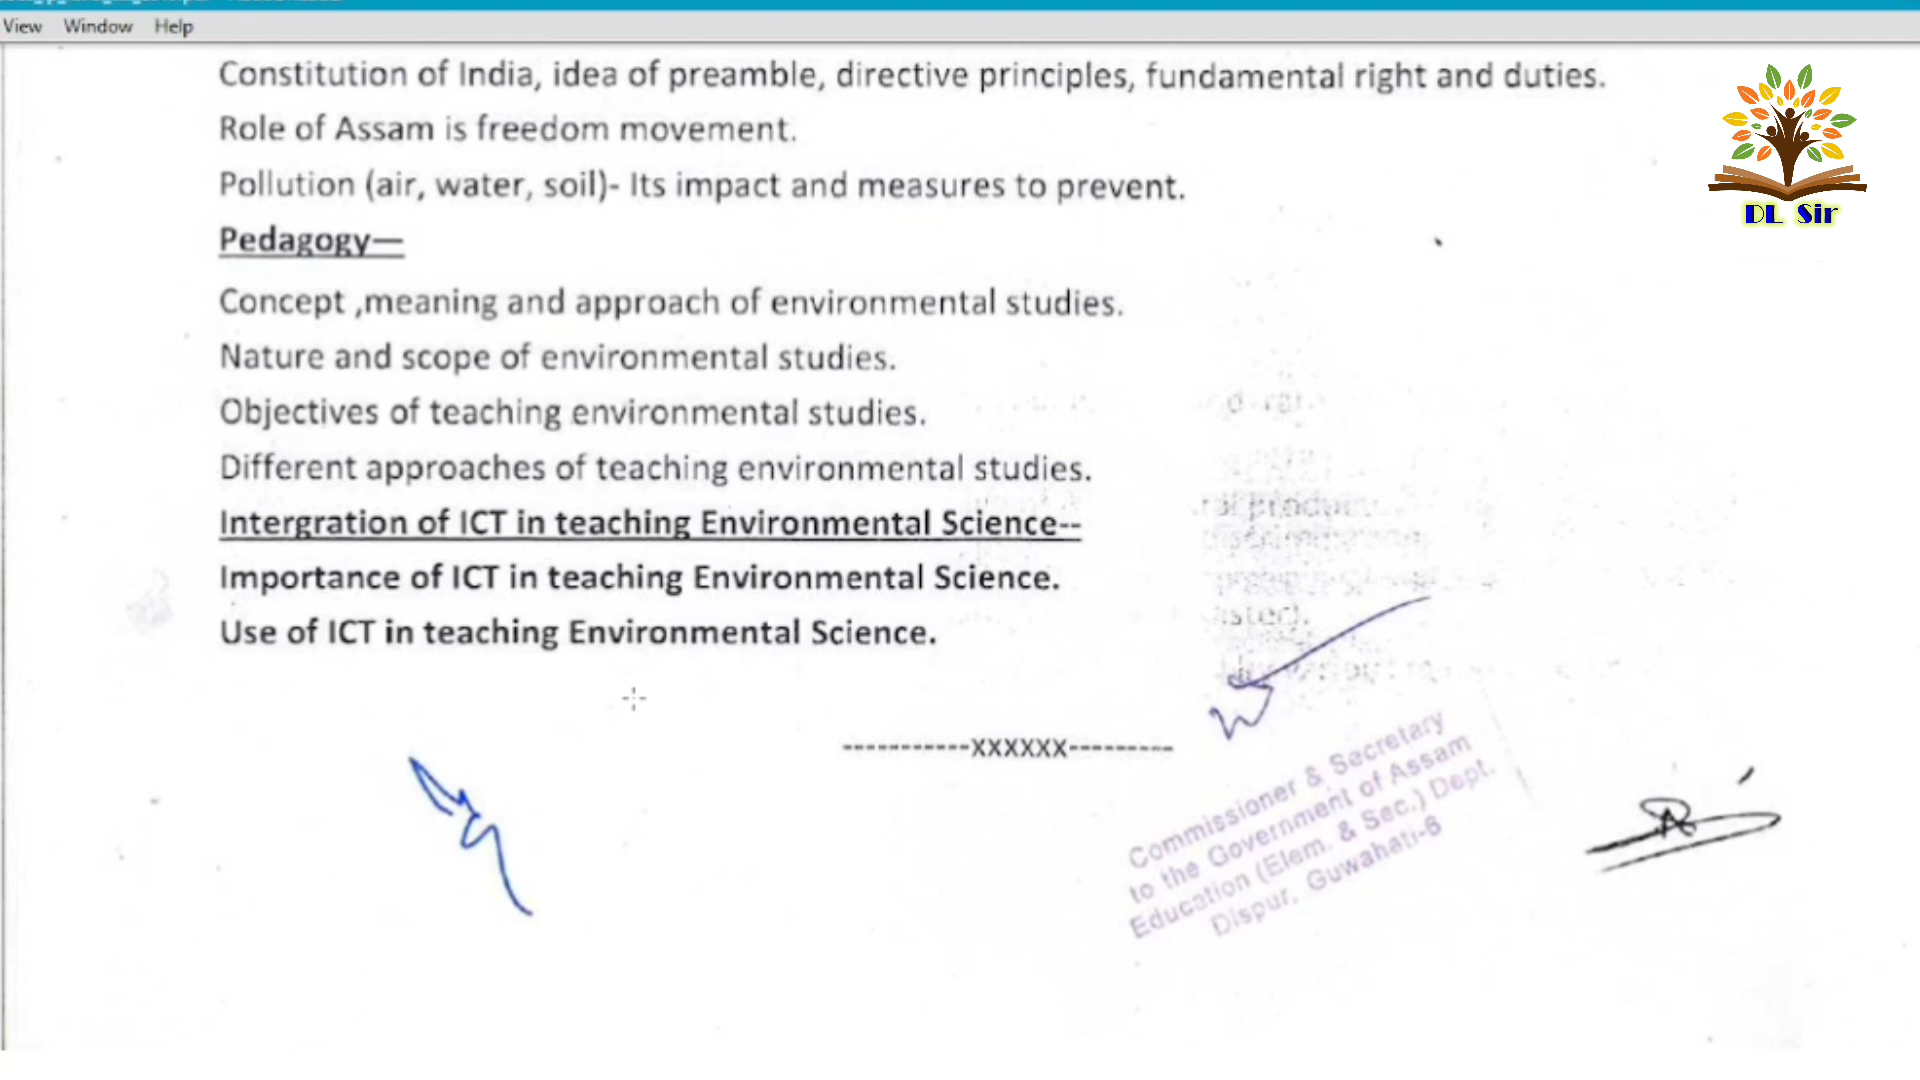 View Window Help
Constitution of India, idea of preamble, directive principles, fundamental right and duties.
Role of Assam is freedom movement.
Pollution (air, water, soil)- Its impact and measures to prevent.
DL Sir
Pedagogy—
Concept ,meaning and approach of environmental studies.
Nature and scope of environmental studies.
Objectives of teaching environmental studies.
Different approaches of teaching environmental studies.
Intergration of ICT in teaching Environmental Science--
Importance of ICT in teaching Environmental Science.
Use of ICT in teaching Environmental Science.
-----------XXXXXX---------
Commissioner & Secretary
to the Government of Assam
Education (Elem. & Sec.) Dept.
Dispur, Guwahati-6